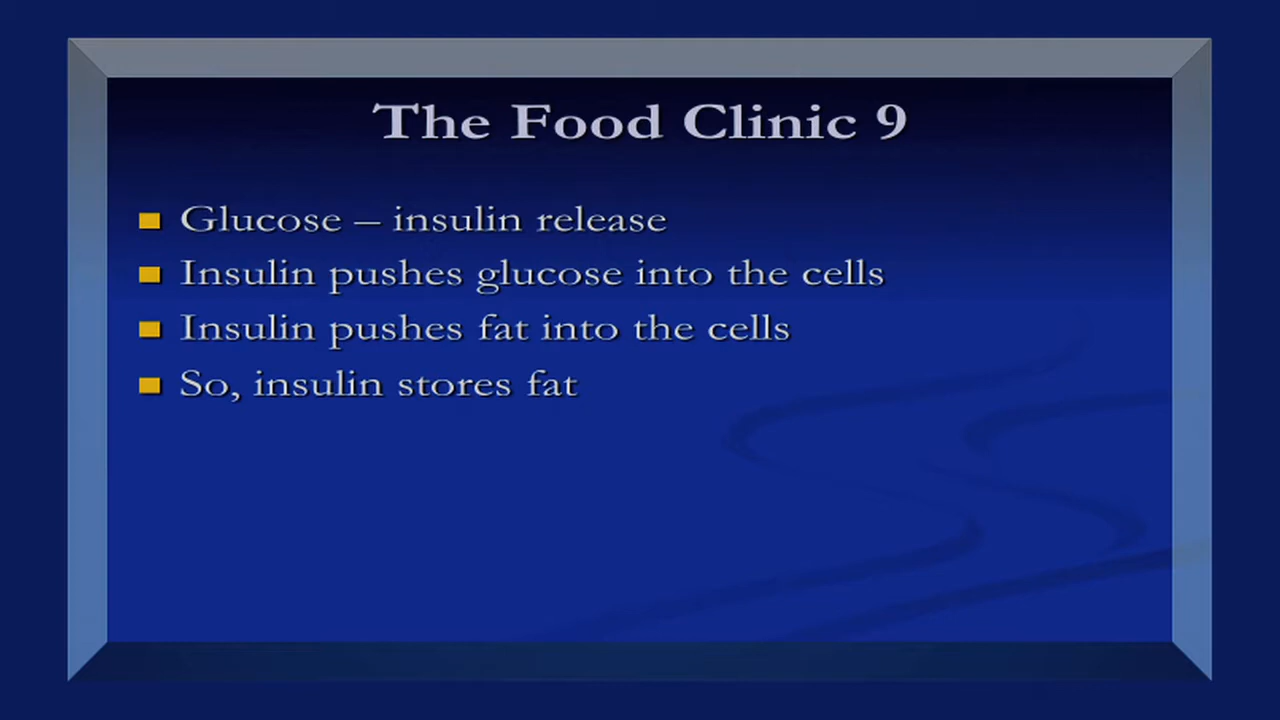 The Food Clinic 9
Glucose – insulin release
Insulin pushes glucose into the cells
Insulin pushes fat into the cells
So, insulin stores fat